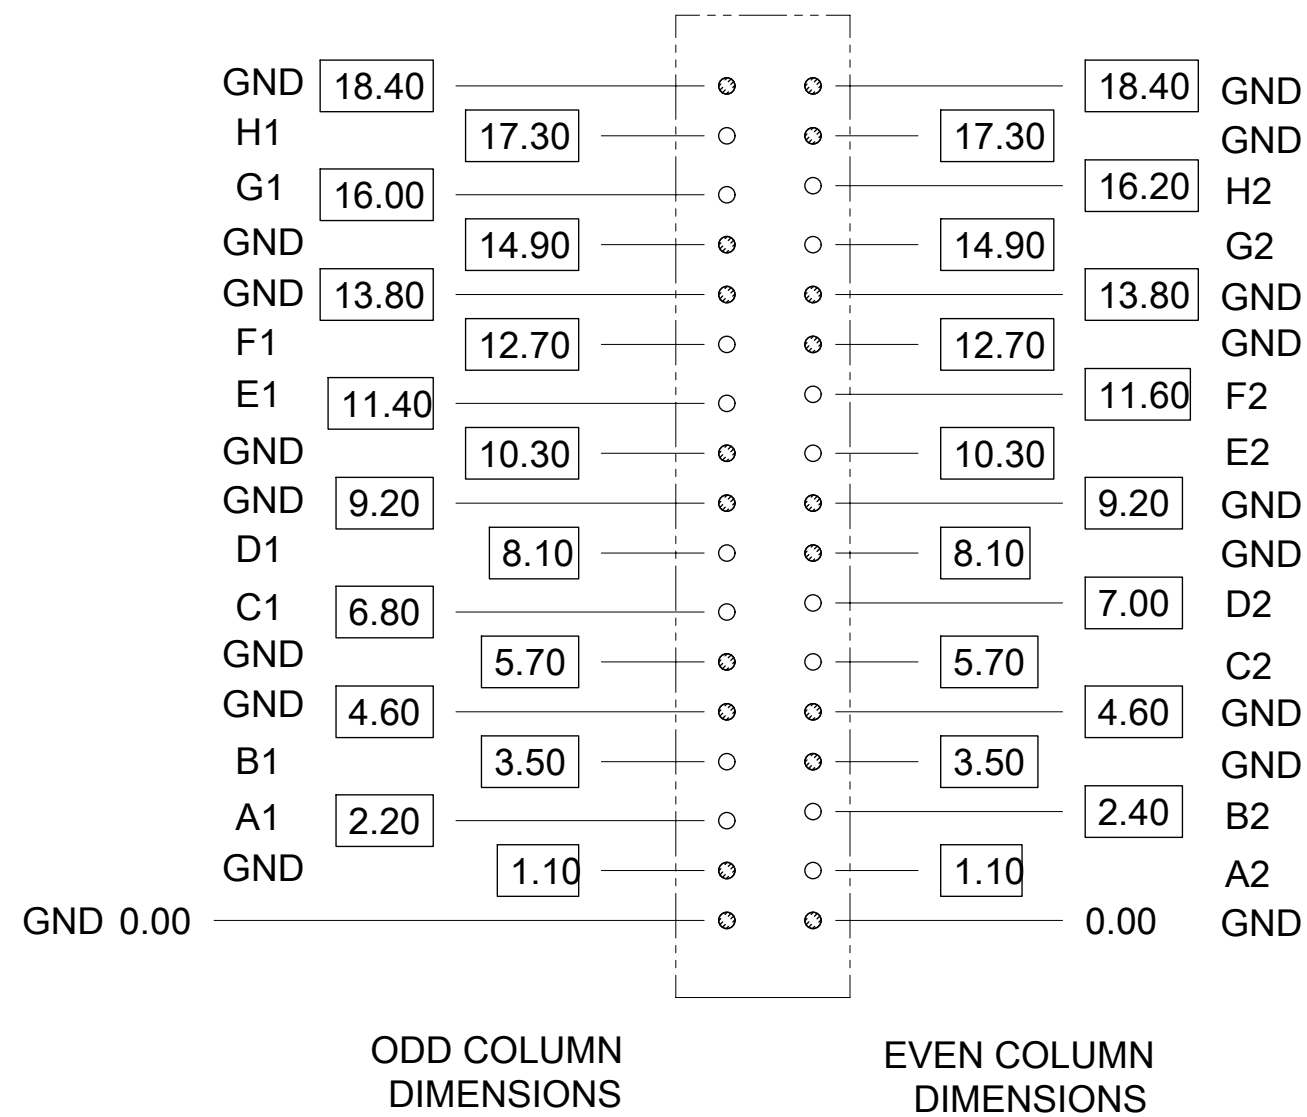 GND 18.40 18.40 GND
H1 17.30 17.30 GND
G1 16.00 16.20 H2
GND 14.90 14.90 G2
GND 13.80 13.80 GND
F1 12.70 12.70 GND
E1 11.40 11.60 F2
GND 10.30 10.30 E2
GND 9.20 9.20 GND
D1 8.10 8.10 GND
C1 6.80 7.00 D2
GND 5.70 5.70 C2
GND 4.60 4.60 GND
B1 3.50 3.50 GND
A1 2.20 2.40 B2
GND 1.10 1.10 A2
GND 0.00 0.00 GND
ODD COLUMN
DIMENSIONS
EVEN COLUMN
DIMENSIONS